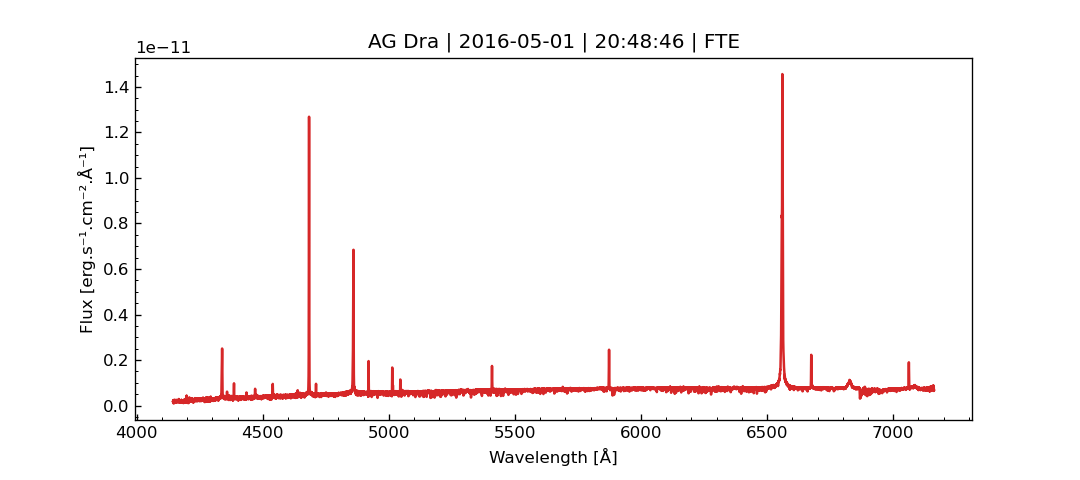 AG Dra | 2016-05-01 | 20:48:46 | FTE
1e−11
1.4
1.2
1.0
0.8
0.6
0.4
0.2
0.0
Flux [erg.s⁻¹.cm⁻².Å⁻¹]
4000 4500 5000 5500 6000 6500 7000
Wavelength [Å]